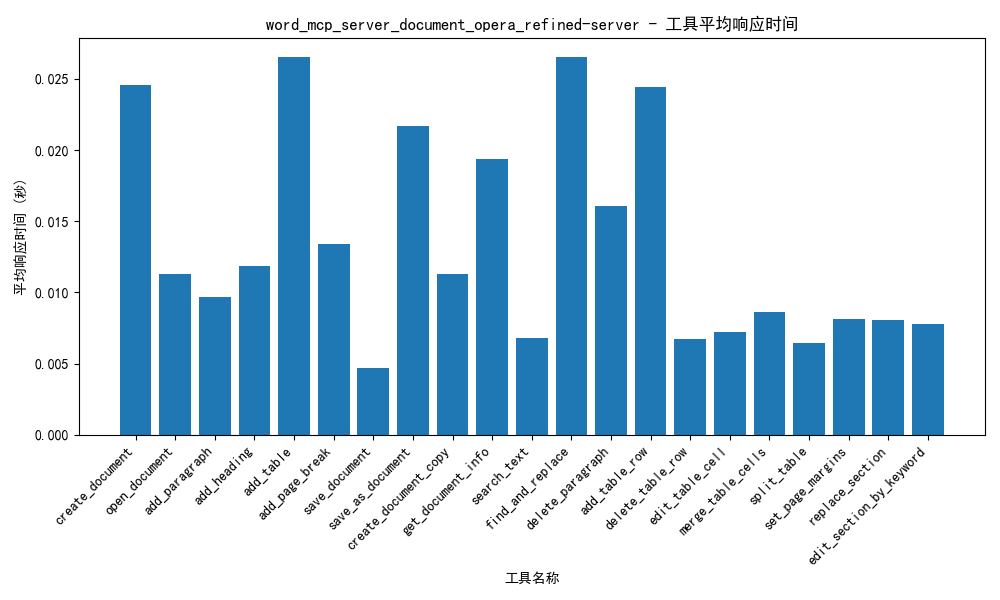 word_mcp_server_document_opera_refined-server - 工具平均响应时间
平均响应时间 (秒)
0.025
0.020
0.015
0.010
0.005
0.000
create_document
open_document
add_paragraph
add_heading
add_table
add_page_break
save_document
save_as_document
create_document_copy
get_document_info
search_text
find_and_replace
delete_paragraph
add_table_row
delete_table_row
edit_table_cell
merge_table_cells
split_table
set_page_margins
replace_section
edit_section_by_keyword
工具名称